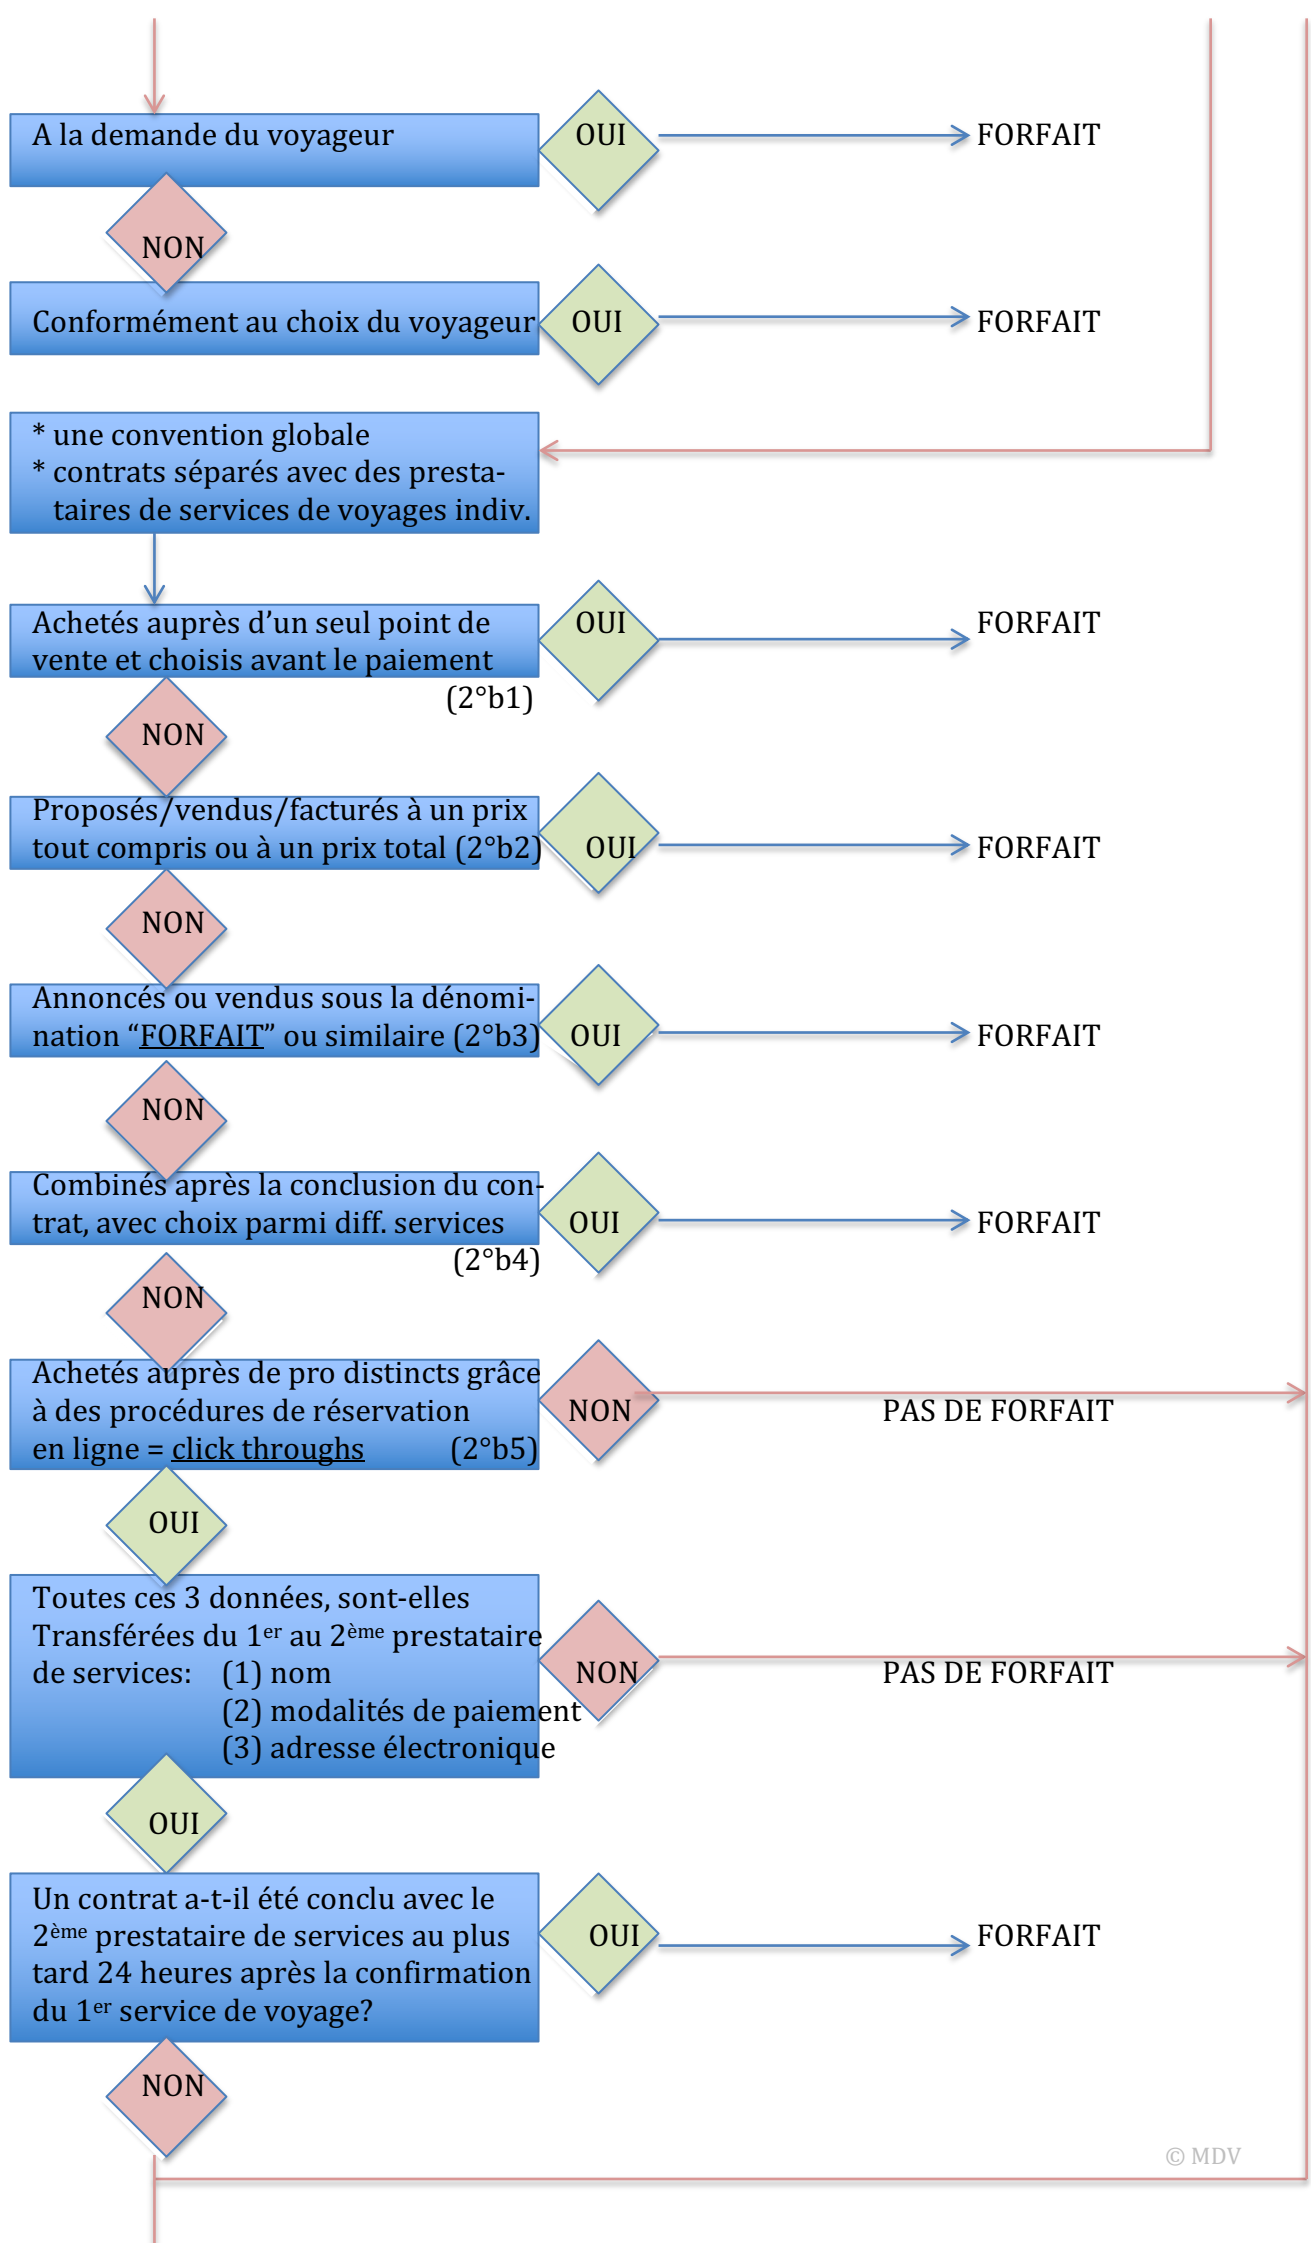 A la demande du voyageur
OUI
FORFAIT
NON
Conformément au choix du voyageur
OUI
FORFAIT
* une convention globale
* contrats séparés avec des presta-
taires de services de voyages indiv.
Achetés auprès d’un seul point de
vente et choisis avant le paiement
(2°b1)
OUI
FORFAIT
NON
Proposés/vendus/facturés à un prix
tout compris ou à un prix total (2°b2)
OUI
FORFAIT
NON
Annoncés ou vendus sous la dénomi-
nation “FORFAIT” ou similaire (2°b3)
OUI
FORFAIT
NON
Combinés après la conclusion du con-
trat, avec choix parmi diff. services
(2°b4)
OUI
FORFAIT
NON
Achetés auprès de pro distincts grâce
à des procédures de réservation
en ligne = click throughs (2°b5)
NON
PAS DE FORFAIT
OUI
Toutes ces 3 données, sont-elles
Transférées du 1er au 2ème prestataire
de services: (1) nom
(2) modalités de paiement
(3) adresse électronique
NON
PAS DE FORFAIT
OUI
Un contrat a-t-il été conclu avec le
2ème prestataire de services au plus
tard 24 heures après la confirmation
du 1er service de voyage?
OUI
FORFAIT
NON
© MDV